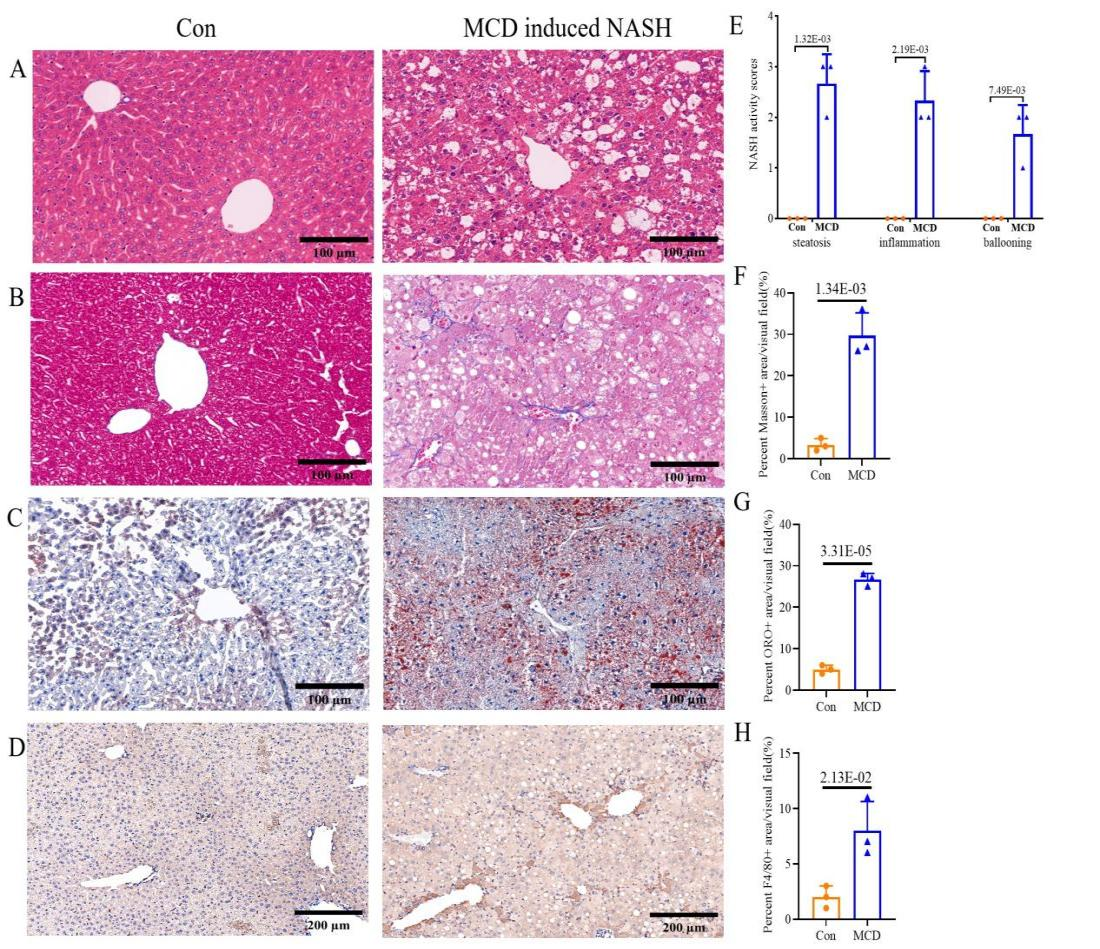 Con
MCD induced NASH
A
100 μm
100 μm
B
100 μm
100 μm
C
100 μm
100 μm
D
200 μm
200 μm
E
NASH activity scores
4
3
2
1
0
1.32E-03
2.19E-03
7.49E-03
Con MCD Con MCD Con MCD
steatosis inflammation ballooning
F
Percent Masson+ area/visual field(%)
40
30
20
10
0
1.34E-03
Con MCD
G
Percent ORO+ area/visual field(%)
40
30
20
10
0
3.31E-05
Con MCD
H
Percent F4/80+ area/visual field(%)
15
10
5
0
2.13E-02
Con MCD